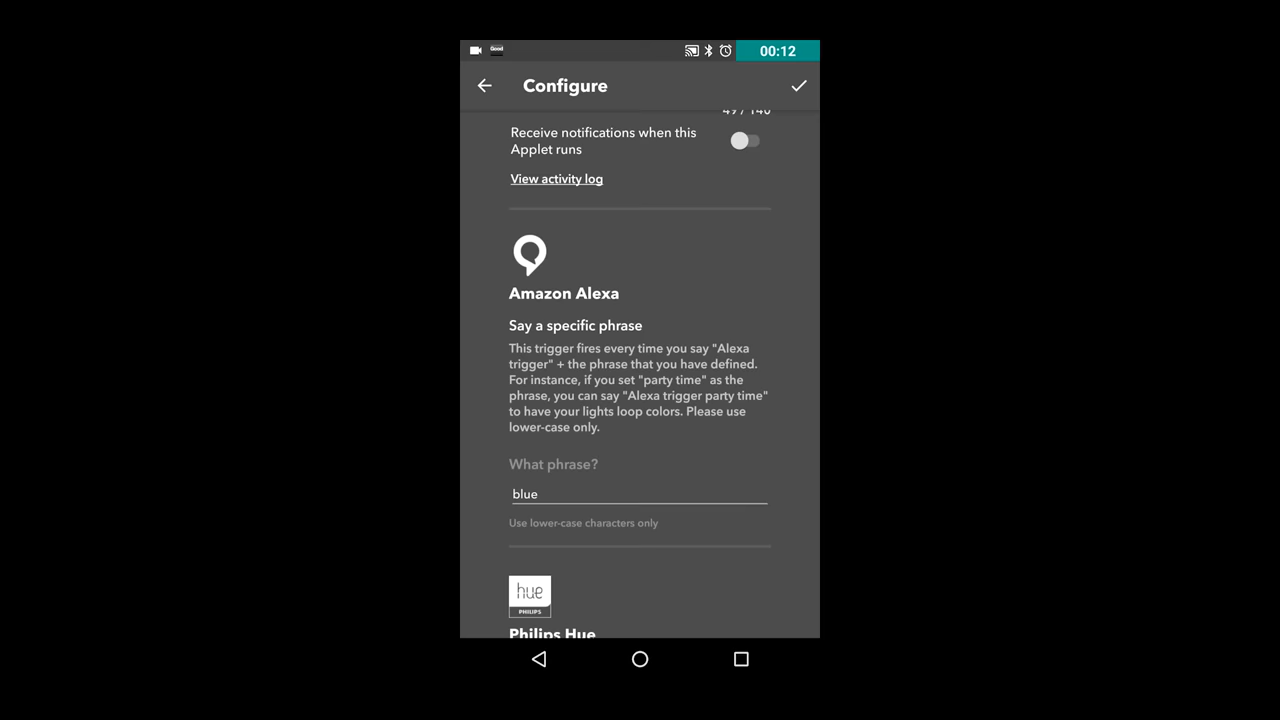 Good
00:12
Configure
49 / 140
Receive notifications when this
Applet runs
View activity log
Amazon Alexa
Say a specific phrase
This trigger fires every time you say "Alexa
trigger" + the phrase that you have defined.
For instance, if you set "party time" as the
phrase, you can say "Alexa trigger party time"
to have your lights loop colors. Please use
lower-case only.
What phrase?
blue
Use lower-case characters only
hue
PHILIPS
Philips Hue